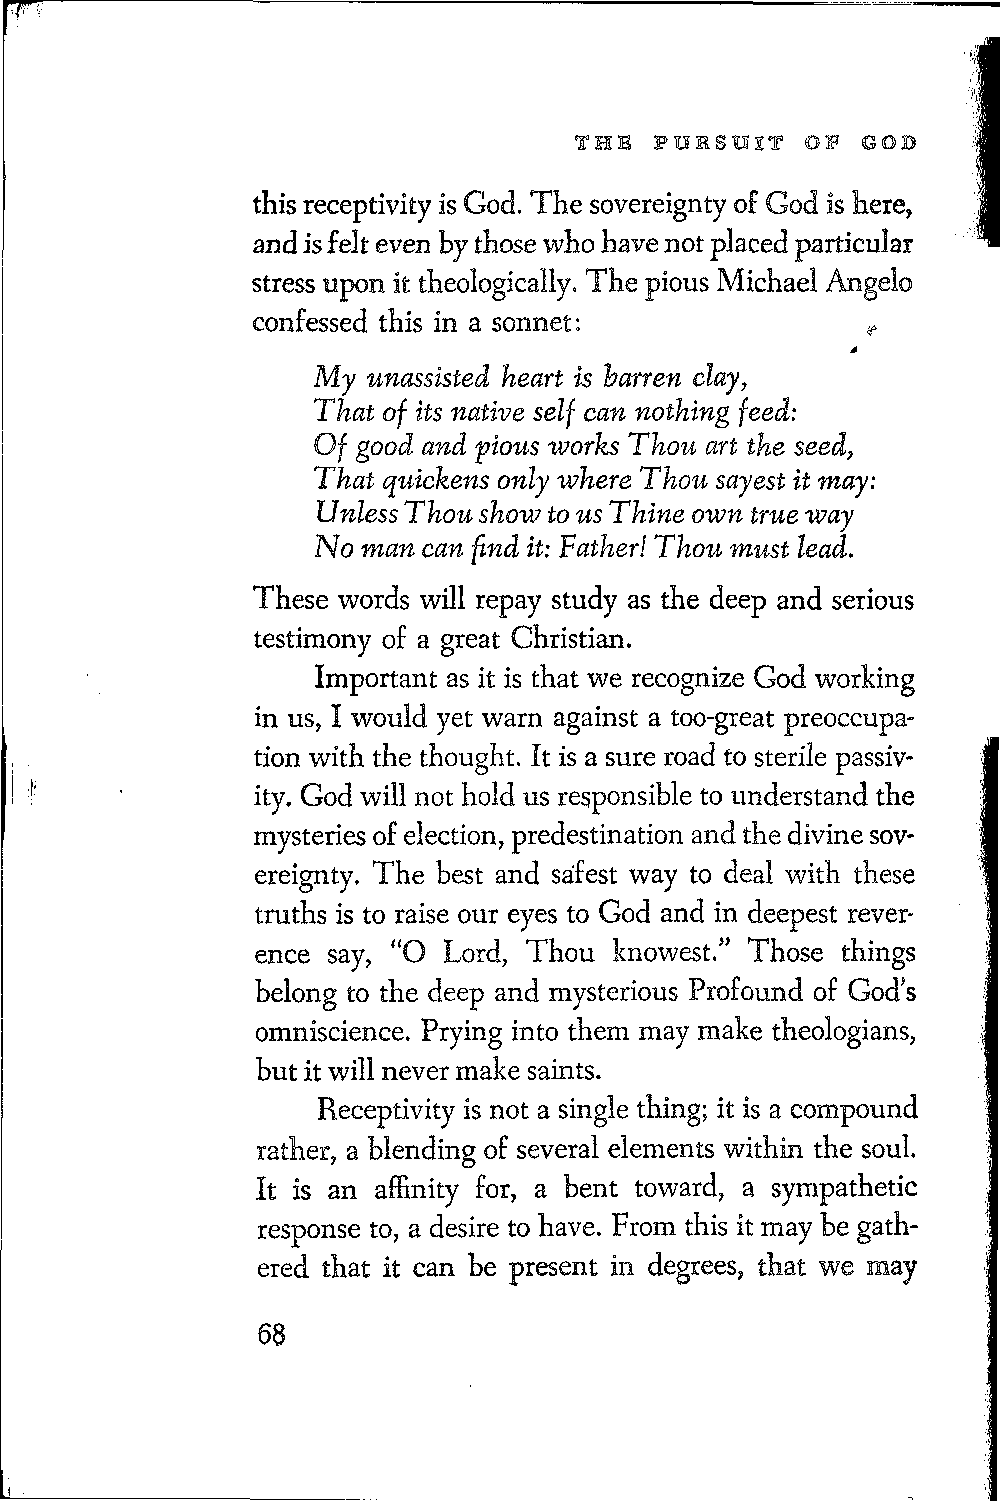 THE PURSUIT OF GOD
this receptivity is God. The sovereignty of God is here,
and is felt even by those who have not placed particular
stress upon it theologically. The pious Michael Angelo
confessed this in a sonnet:
My unassisted heart is barren clay,
That of its native self can nothing feed:
Of good and pious works Thou art the seed,
That quickens only where Thou sayest it may:
Unless Thou show to us Thine own true way
No man can find it: Father! Thou must lead.
These words will repay study as the deep and serious
testimony of a great Christian.
Important as it is that we recognize God working
in us, I would yet warn against a too-great preoccupa-
tion with the thought. It is a sure road to sterile passiv-
ity. God will not hold us responsible to understand the
mysteries of election, predestination and the divine sov-
ereignty. The best and safest way to deal with these
truths is to raise our eyes to God and in deepest rever-
ence say, "O Lord, Thou knowest." Those things
belong to the deep and mysterious Profound of God's
omniscience. Prying into them may make theologians,
but it will never make saints.
Receptivity is not a single thing; it is a compound
rather, a blending of several elements within the soul.
It is an affinity for, a bent toward, a sympathetic
response to, a desire to have. From this it may be gath-
ered that it can be present in degrees, that we may
68